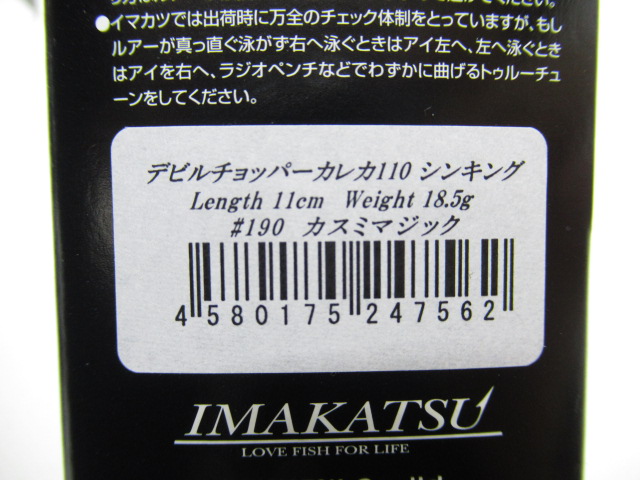 ●イマカツでは出荷時に万全のチェック体制をとっていますが、もし
ルアーが真っ直ぐ泳がず右へ泳ぐときはアイ左へ、左へ泳ぐとき
はアイを右へ、ラジオペンチなどでわずかに曲げるトゥルーチュ
ーンをしてください。
デビルチョッパーカレカ110 シンキング
Length 11cm Weight 18.5g
#190 カスミマジック
4 580175 247562
IMAKATSU
LOVE FISH FOR LIFE